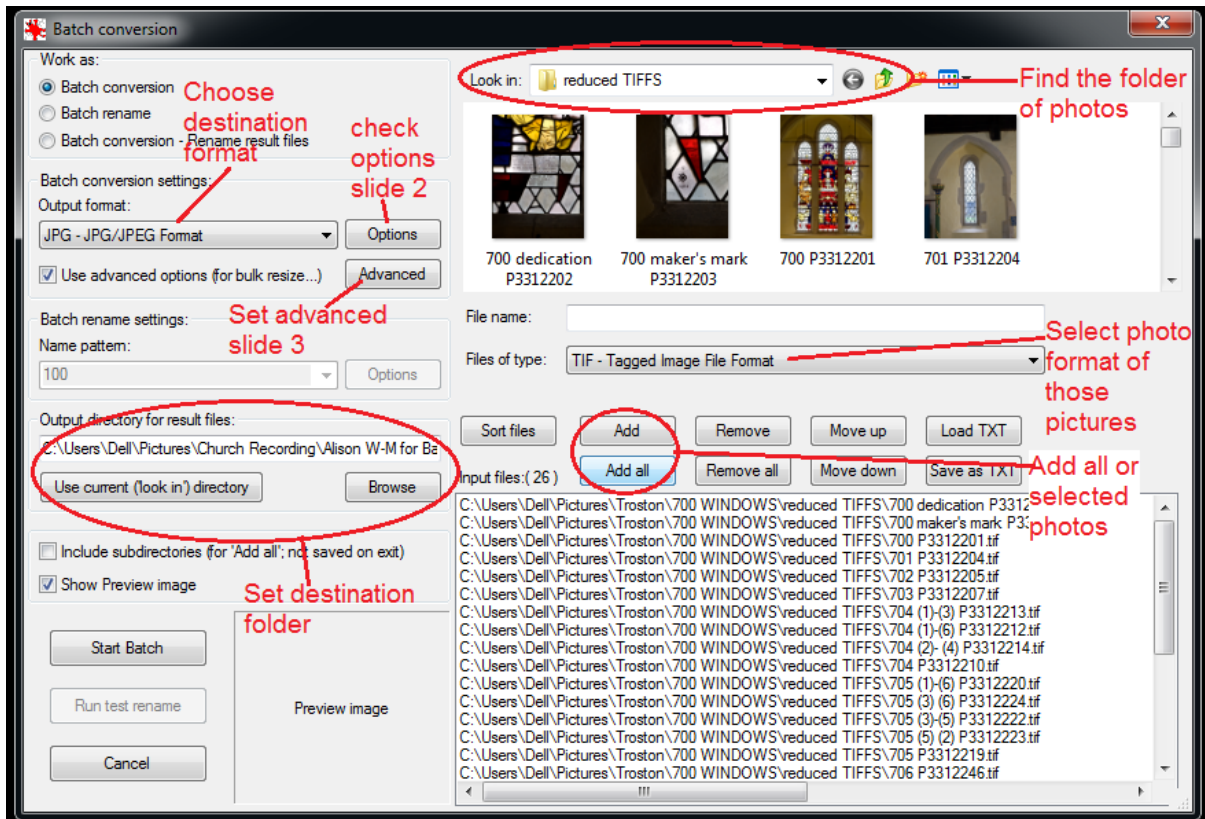 Batch conversion
Work as:
Batch conversion
Batch rename
Batch conversion - Rename result files
Choose
destination
format
check
options
slide 2
Batch conversion settings:
Output format:
JPG - JPG/JPEG Format
Options
Use advanced options (for bulk resize...)
Advanced
Set advanced
slide 3
Batch rename settings:
Name pattern:
100
Options
Output directory for result files:
C:\Users\Dell\Pictures\Church Recording\Alison W-M for Ba
Use current ('look in') directory
Browse
Include subdirectories (for 'Add all'; not saved on exit)
Show Preview image
Set destination
folder
Start Batch
Run test rename
Cancel
Preview image
Look in:
reduced TIFFS
Find the folder
of photos
700 dedication
P3312202
700 maker's mark
P3312203
700 P3312201
701 P3312204
File name:
Files of type:
TIF - Tagged Image File Format
Select photo
format of
those
pictures
Sort files
Add
Remove
Move up
Load TXT
Input files:( 26 )
Add all
Remove all
Move down
Save as TXT
Add all or
selected
photos
C:\Users\Dell\Pictures\Troston\700 WINDOWS\reduced TIFFS\700 dedication P3312
C:\Users\Dell\Pictures\Troston\700 WINDOWS\reduced TIFFS\700 maker's mark P33
C:\Users\Dell\Pictures\Troston\700 WINDOWS\reduced TIFFS\700 P3312201.tif
C:\Users\Dell\Pictures\Troston\700 WINDOWS\reduced TIFFS\701 P3312204.tif
C:\Users\Dell\Pictures\Troston\700 WINDOWS\reduced TIFFS\702 P3312205.tif
C:\Users\Dell\Pictures\Troston\700 WINDOWS\reduced TIFFS\703 P3312207.tif
C:\Users\Dell\Pictures\Troston\700 WINDOWS\reduced TIFFS\704 (1)-(3) P3312213.tif
C:\Users\Dell\Pictures\Troston\700 WINDOWS\reduced TIFFS\704 (1)-(6) P3312212.tif
C:\Users\Dell\Pictures\Troston\700 WINDOWS\reduced TIFFS\704 (2)- (4) P3312214.tif
C:\Users\Dell\Pictures\Troston\700 WINDOWS\reduced TIFFS\704 P3312210.tif
C:\Users\Dell\Pictures\Troston\700 WINDOWS\reduced TIFFS\705 (1)-(6) P3312220.tif
C:\Users\Dell\Pictures\Troston\700 WINDOWS\reduced TIFFS\705 (3) (6) P3312224.tif
C:\Users\Dell\Pictures\Troston\700 WINDOWS\reduced TIFFS\705 (3)-(5) P3312222.tif
C:\Users\Dell\Pictures\Troston\700 WINDOWS\reduced TIFFS\705 (5) (2) P3312223.tif
C:\Users\Dell\Pictures\Troston\700 WINDOWS\reduced TIFFS\705 P3312219.tif
C:\Users\Dell\Pictures\Troston\700 WINDOWS\reduced TIFFS\706 P3312246.tif